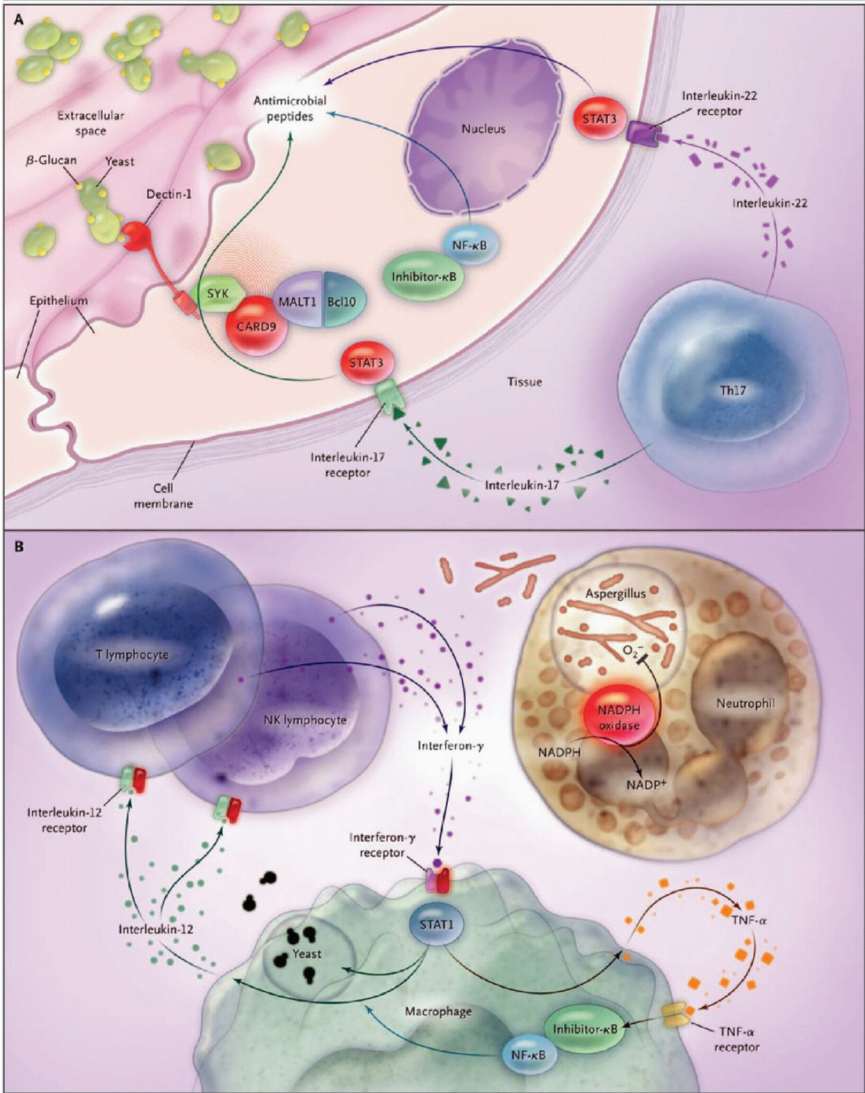 A
Extracellular
space
β-Glucan
Yeast
Dectin-1
Epithelium
Antimicrobial
peptides
Nucleus
STAT3
Interleukin-22
receptor
Interleukin-22
NF-κB
Inhibitor-κB
SYK
CARD9
MALT1
Bcl10
STAT3
Tissue
Th17
Interleukin-17
receptor
Interleukin-17
Cell
membrane
B
T lymphocyte
NK lymphocyte
Interleukin-12
receptor
Interleukin-12
Interferon-γ
Interferon-γ
receptor
STAT1
Yeast
Macrophage
NF-κB
Inhibitor-κB
TNF-α
TNF-α
receptor
Aspergillus
O2−
NADPH
oxidase
Neutrophil
NADPH
NADP+